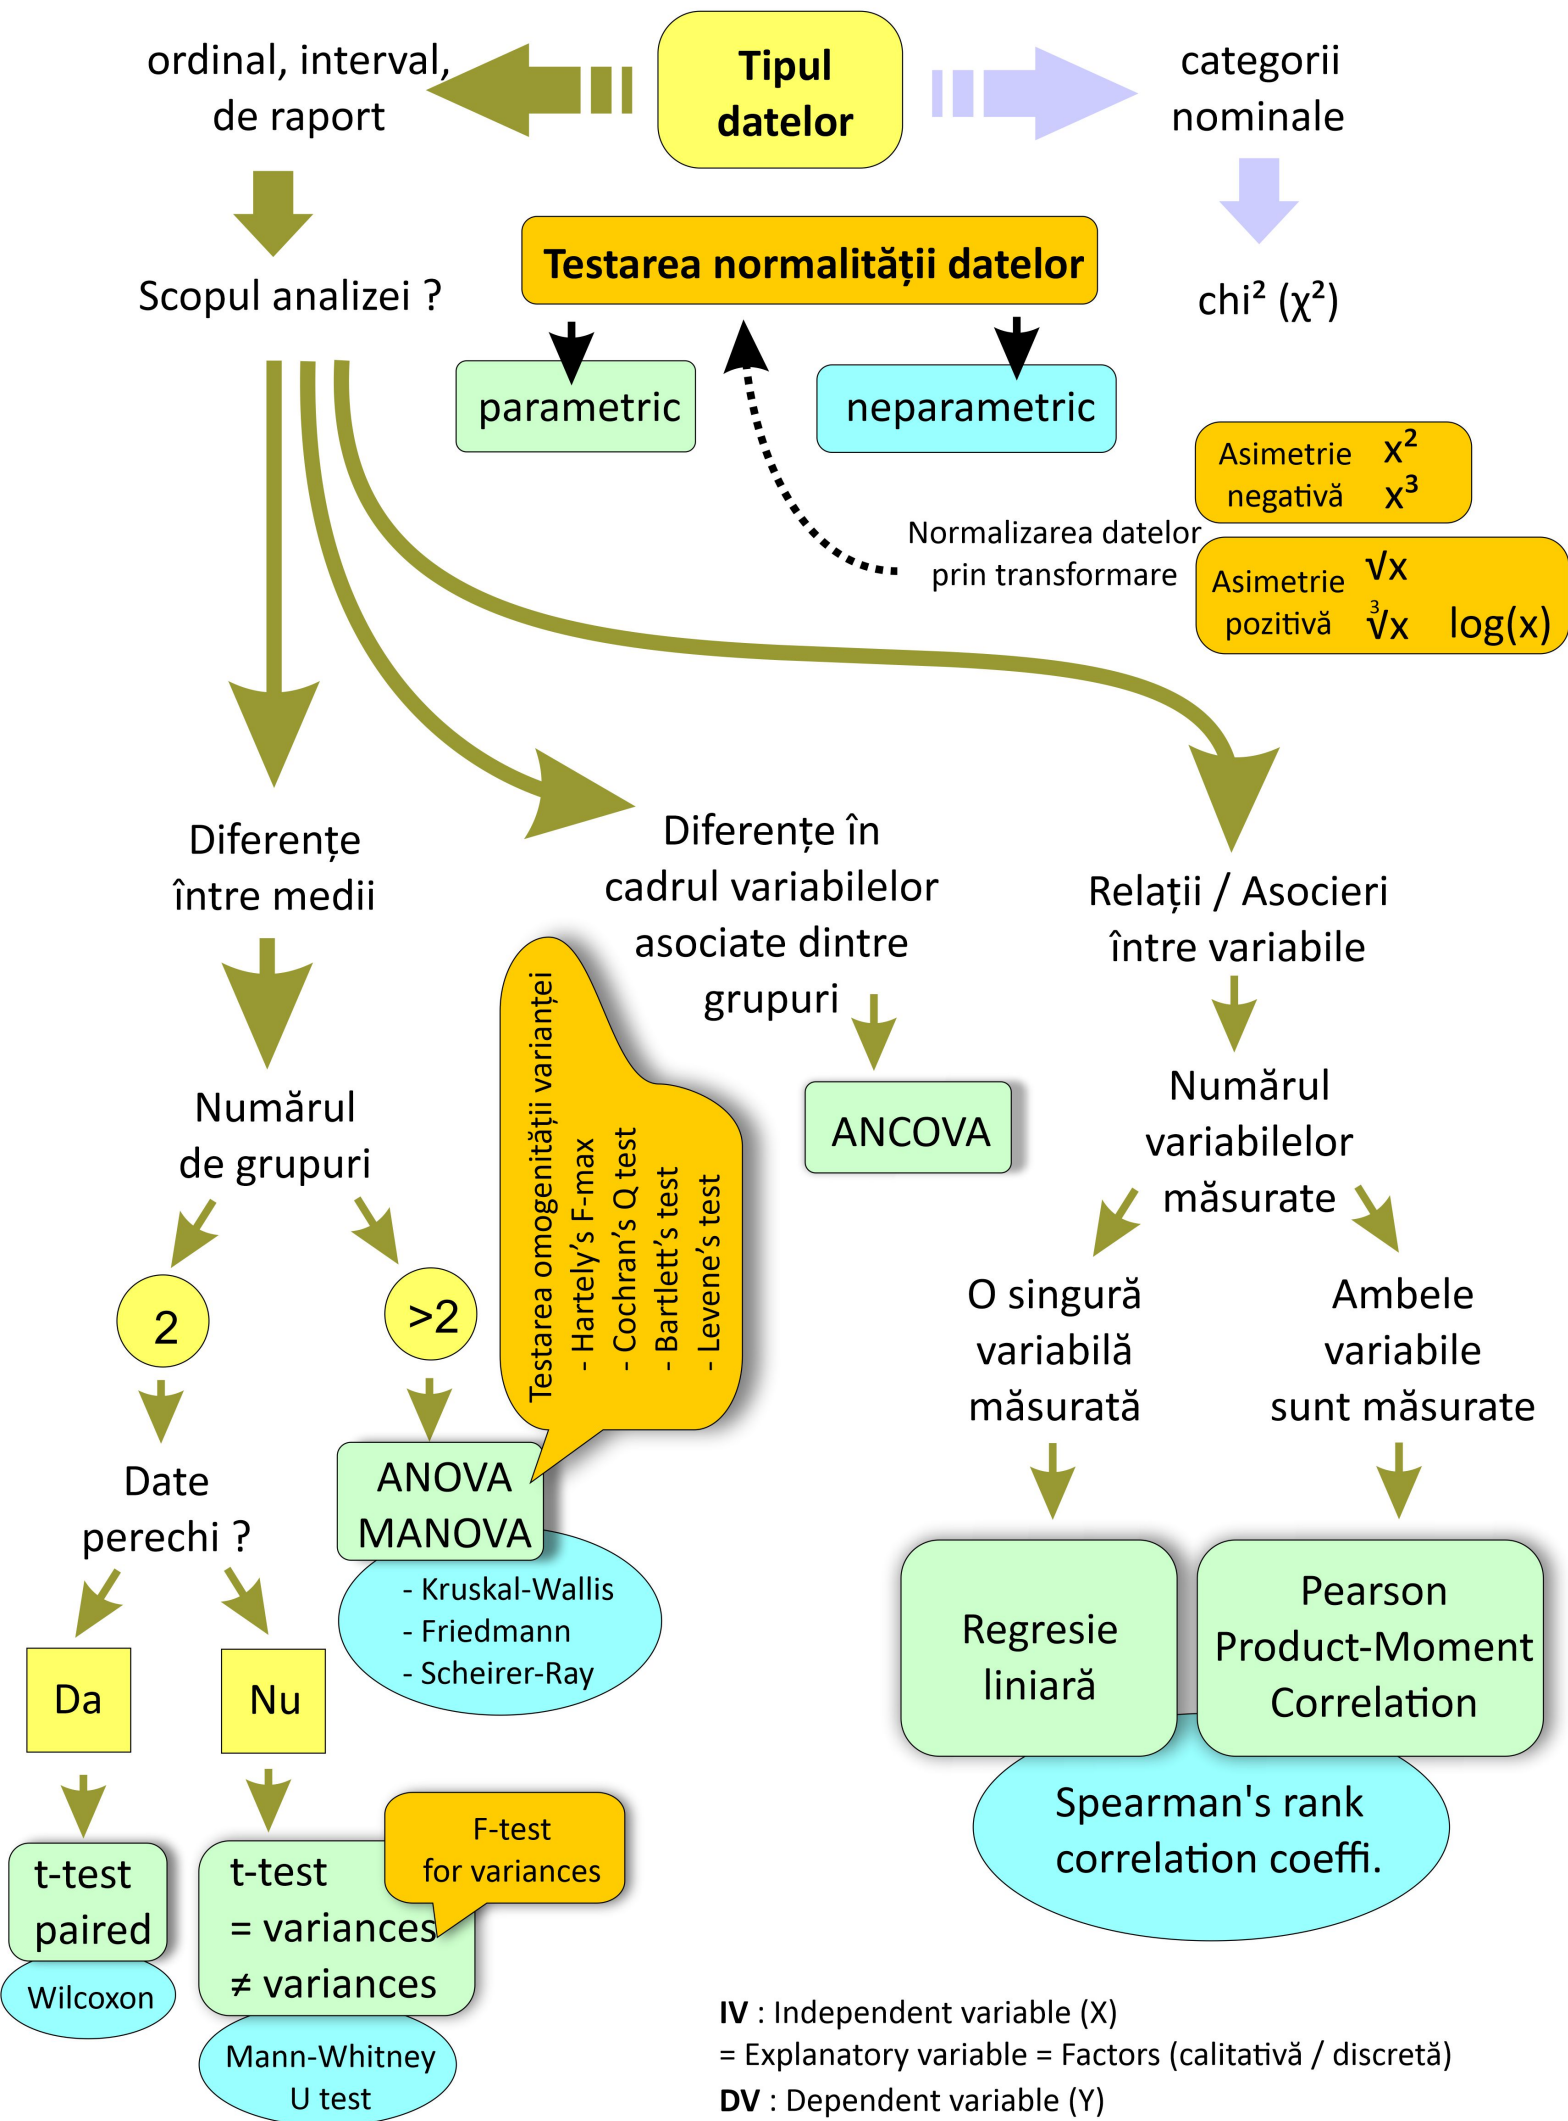 Tipul
datelor
ordinal, interval,
de raport
categorii
nominale
Scopul analizei ?
Testarea normalității datelor
chi² (χ²)
parametric
neparametric
Asimetrie x²
negativă x³
Normalizarea datelor
prin transformare
Asimetrie √x
pozitivă ∛x log(x)
Diferențe
între medii
Diferențe în
cadrul variabilelor
asociate dintre
grupuri
Relații / Asocieri
între variabile
Numărul
de grupuri
Testarea omogenității varianței
- Hartely's F-max
- Cochran's Q test
- Bartlett's test
- Levene's test
ANCOVA
Numărul
variabilelor
măsurate
2
>2
O singură
variabilă
măsurată
Ambele
variabile
sunt măsurate
Date
perechi ?
ANOVA
MANOVA
- Kruskal-Wallis
- Friedmann
- Scheirer-Ray
Da
Nu
Regresie
liniară
Pearson
Product-Moment
Correlation
Spearman's rank
correlation coeffi.
t-test
paired
Wilcoxon
t-test
= variances
≠ variances
F-test
for variances
Mann-Whitney
U test
IV : Independent variable (X)
= Explanatory variable = Factors (calitativă / discretă)
DV : Dependent variable (Y)